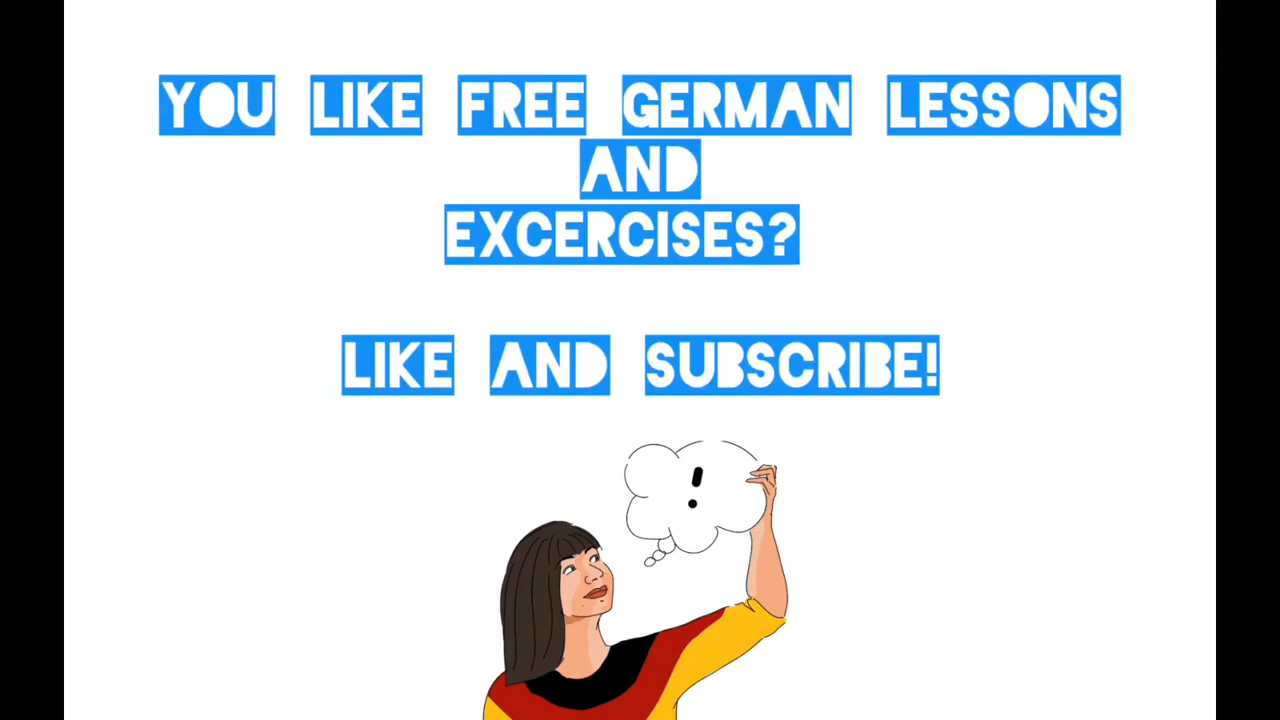 YOU LIKE FREE GERMAN LESSONS
AND
EXCERCISES?
LIKE AND SUBSCRIBE!
!